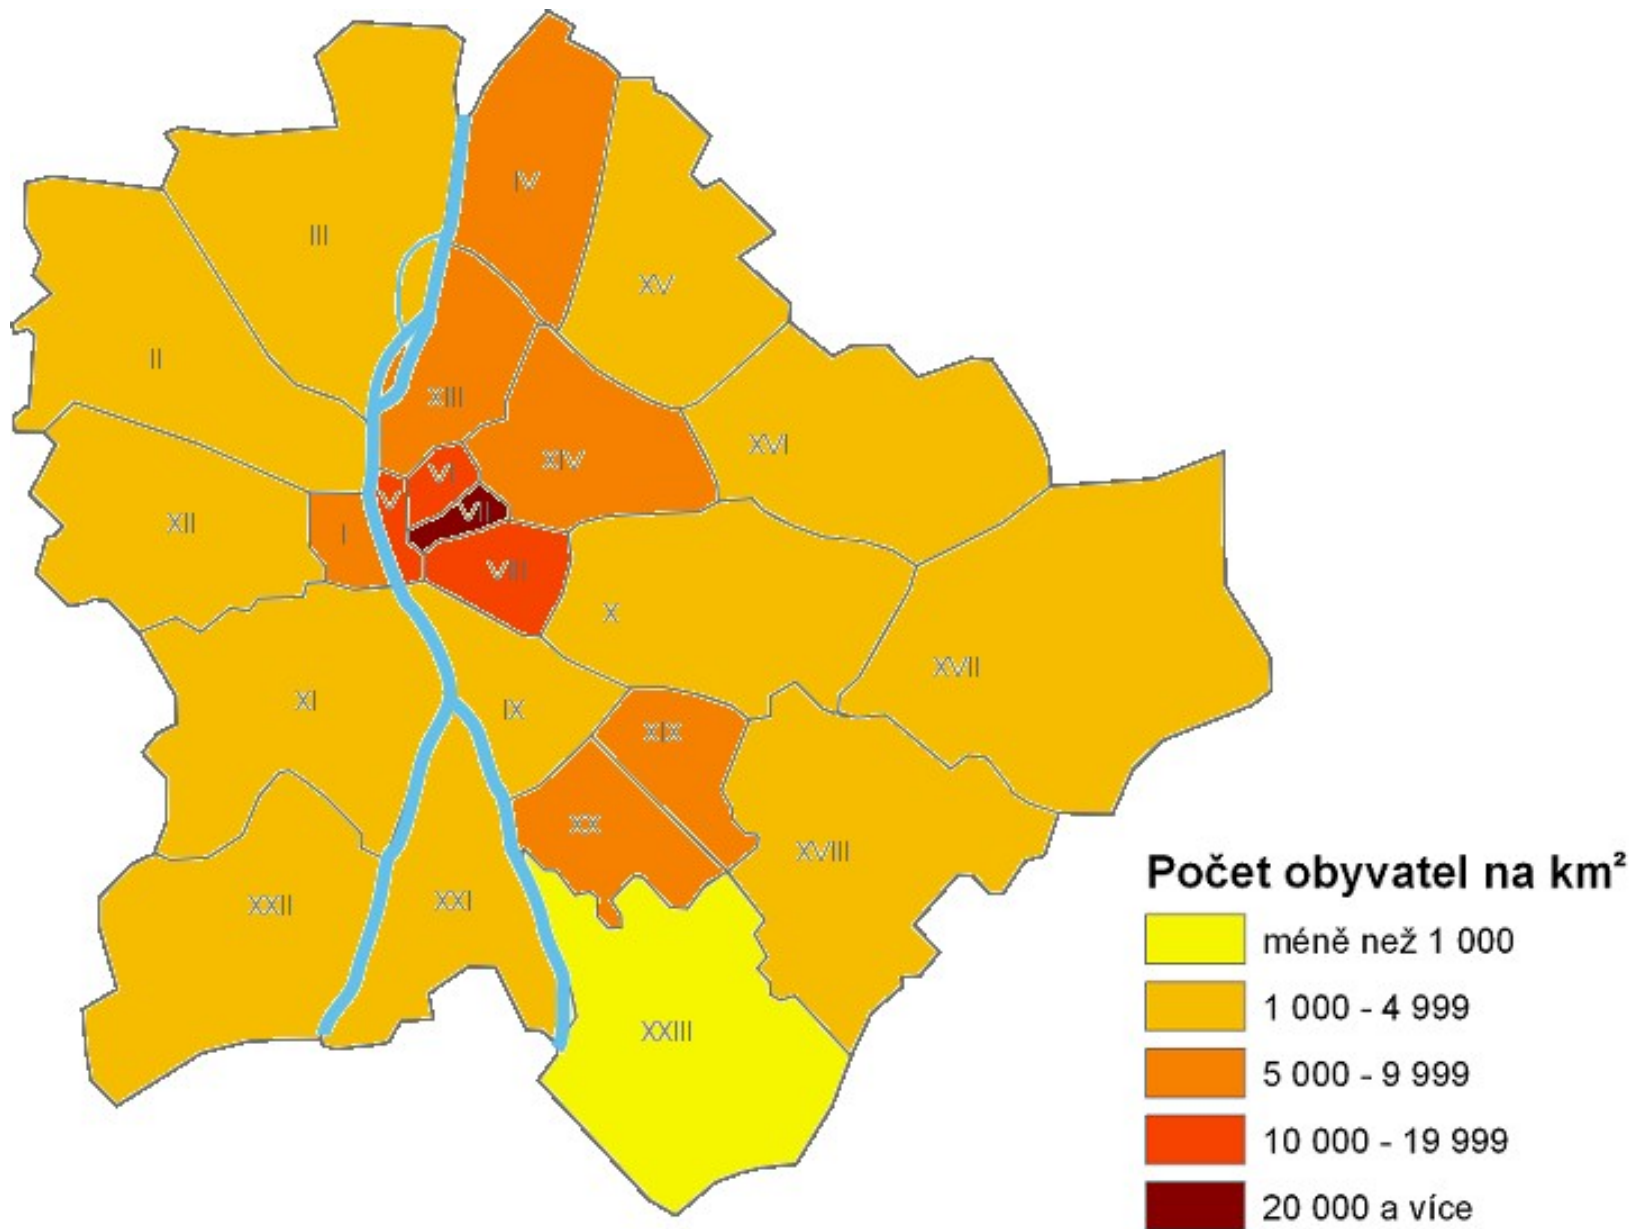 IV
III
XV
II
XIII
XVI
VI
XIV
V
VII
XII
I
VIII
X
XVII
XI
IX
XIX
XX
XVIII
XXII
XXI
XXIII
Počet obyvatel na km²
méně než 1 000
1 000 - 4 999
5 000 - 9 999
10 000 - 19 999
20 000 a více